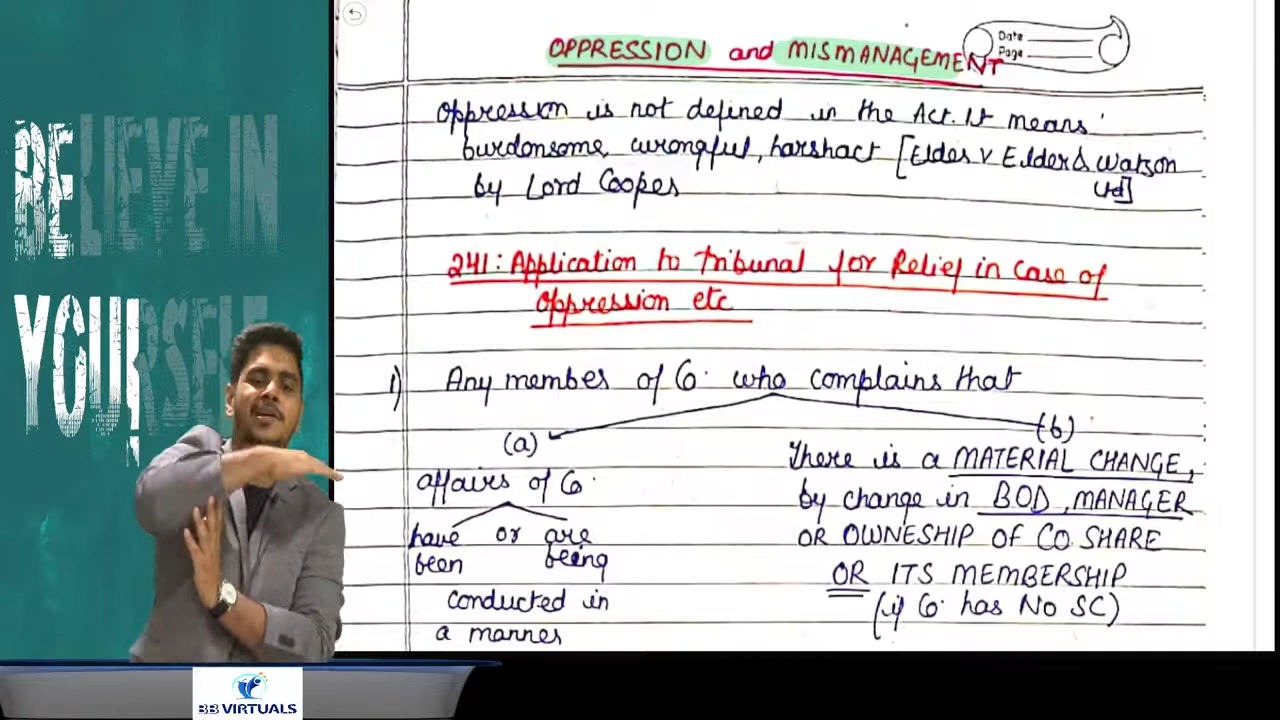 BELIEVE IN
YOURSELF
OPPRESSION and MISMANAGEMENT
Date
Page
Oppression is not defined in the Act. It means
burdonsome, wrongful, harshact [Elder v Elder & Watson
Ltd]
by Lord Cooper
241: Application to Tribunal for Relief in case of
Oppression etc
1) Any member of Co. who complains that
(a)
(b)
affairs of Co.
have or are
been being
conducted in
a manner
There is a MATERIAL CHANGE,
by change in BOD, MANAGER
OR OWNESHIP OF CO. SHARE
OR ITS MEMBERSHIP
(if Co. has No SC)
BB VIRTUALS